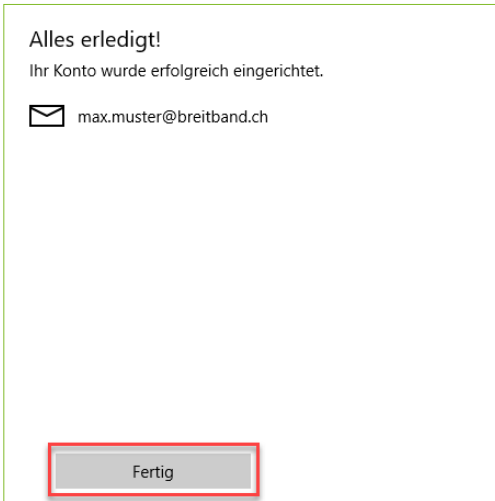 Alles erledigt!
Ihr Konto wurde erfolgreich eingerichtet.
max.muster@breitband.ch
Fertig